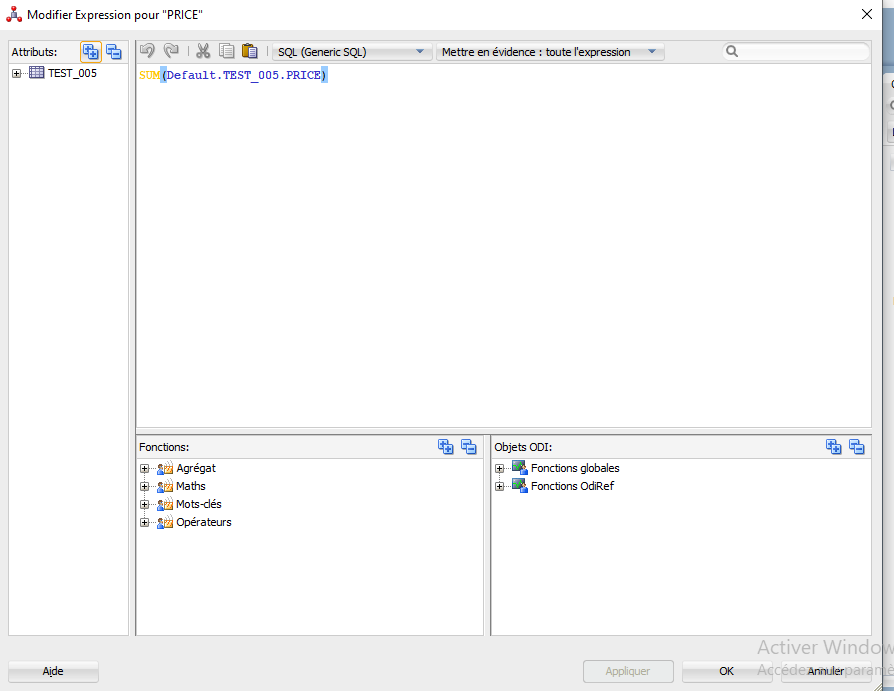 Modifier Expression pour "PRICE"
Attributs:
SQL (Generic SQL)
Mettre en évidence : toute l'expression
TEST_005
SUM(Default.TEST_005.PRICE)
Fonctions:
Agrégat
Maths
Mots-clés
Opérateurs
Objets ODI:
Fonctions globales
Fonctions OdiRef
Activer Window
Aide
Appliquer
OK
Annuler